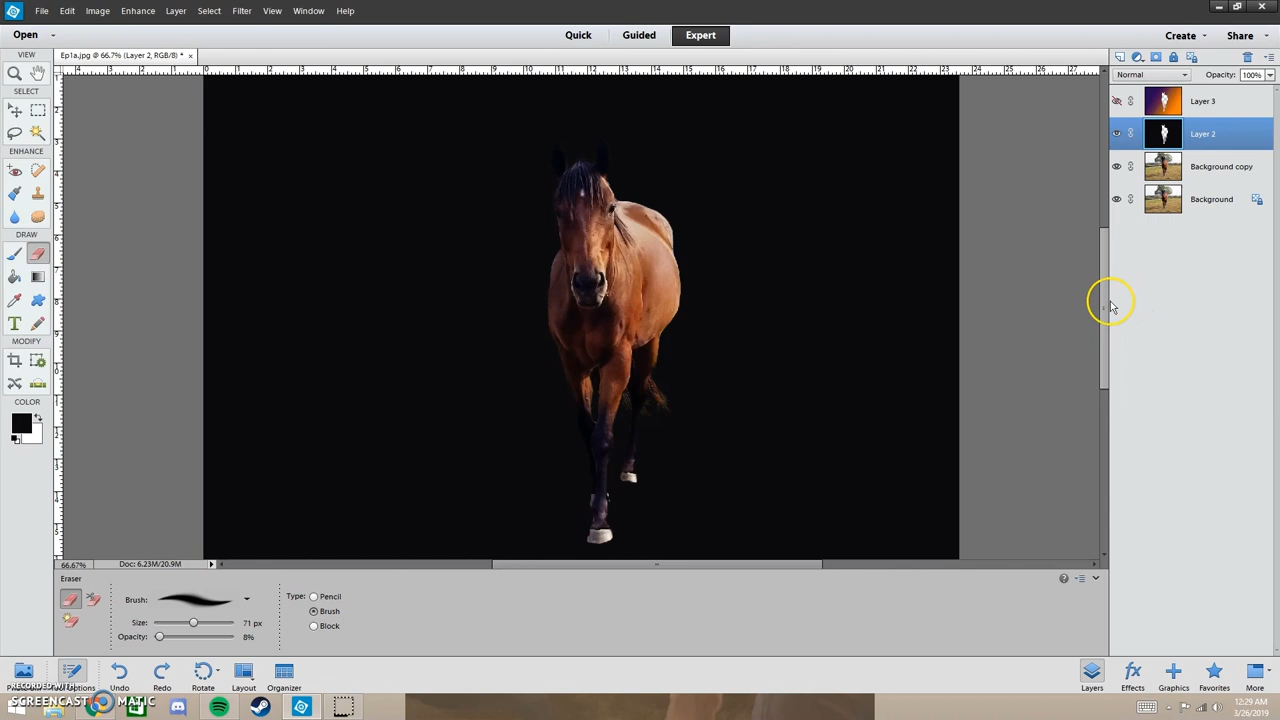 File Edit Image Enhance Layer Select Filter View Window Help
Open Quick Guided Expert Create Share
VIEW Ep1a.jpg @ 66.7% (Layer 2, RGB/8) * ×
Normal Opacity: 100%
SELECT
Layer 3
Layer 2
ENHANCE
Background copy
Background
DRAW
MODIFY
COLOR
66.67% Doc: 6.23M/20.9M
Eraser
Brush: Type: Pencil
Brush
Size: 71 px
Block
Opacity: 8%
Undo Redo Rotate Layout Organizer Layers Effects Graphics Favorites More
RECORDED WITH
SCREENCAST MATIC
12:29 AM
3/26/2019